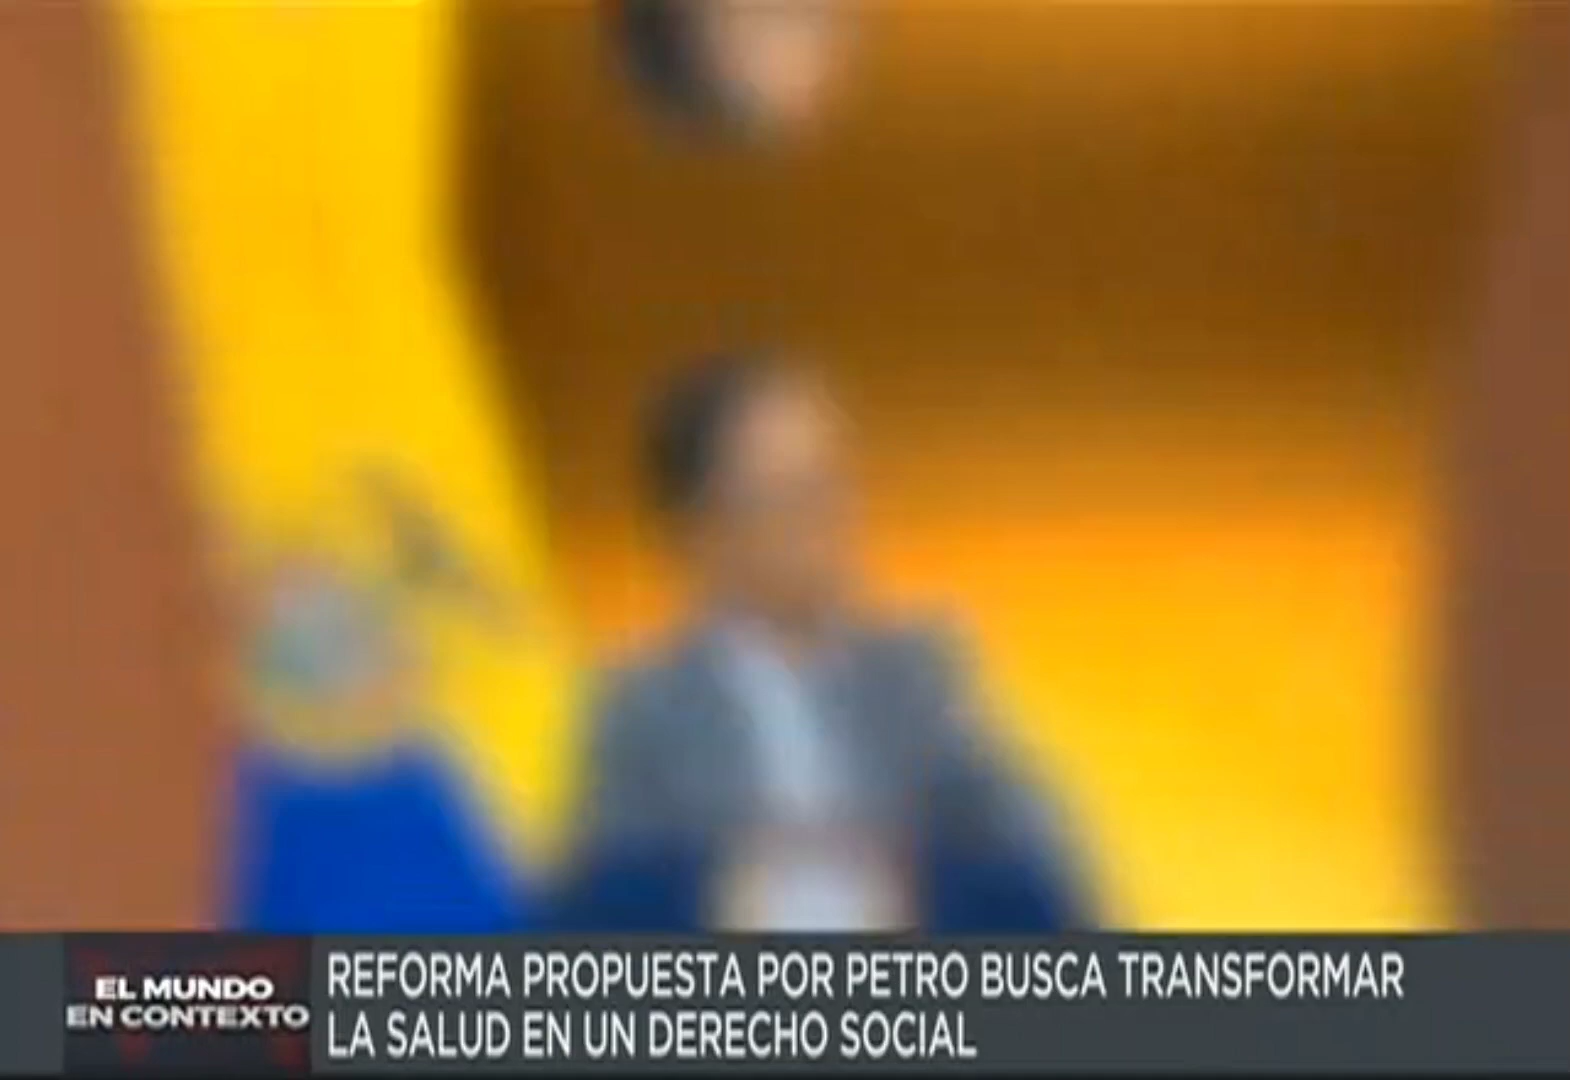 EL MUNDO
EN CONTEXTO
REFORMA PROPUESTA POR PETRO BUSCA TRANSFORMAR
LA SALUD EN UN DERECHO SOCIAL